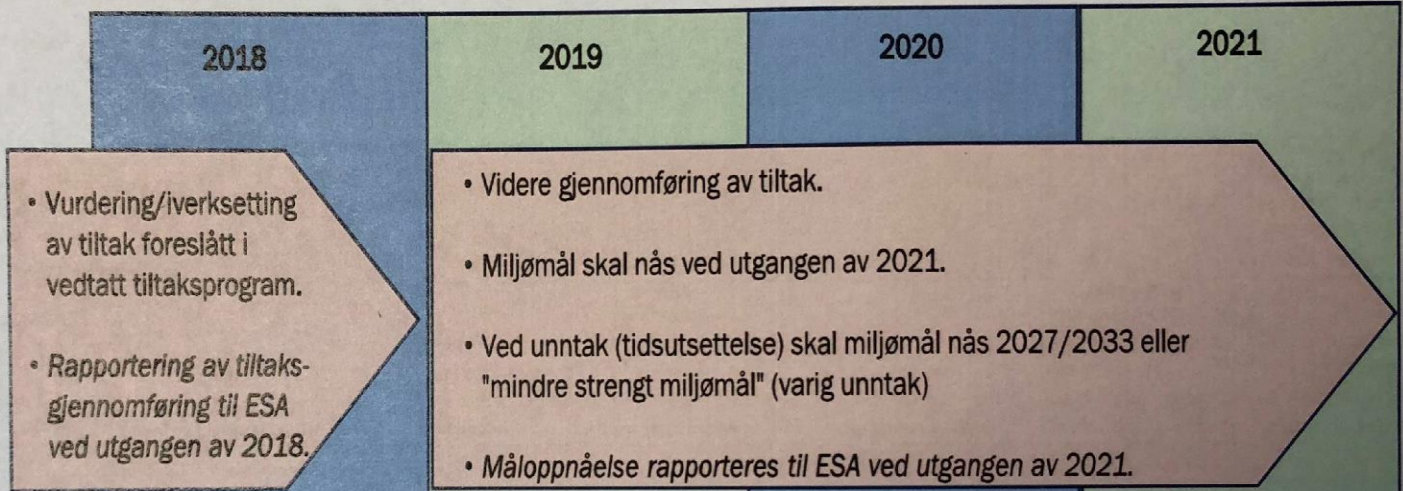 2018
2019
2020
2021
• Vurdering/iverksetting
av tiltak foreslått i
vedtatt tiltaksprogram.
• Rapportering av tiltaks-
gjennomføring til ESA
ved utgangen av 2018.
• Videre gjennomføring av tiltak.
• Miljømål skal nås ved utgangen av 2021.
• Ved unntak (tidsutsettelse) skal miljømål nås 2027/2033 eller
"mindre strengt miljømål" (varig unntak)
• Måloppnåelse rapporteres til ESA ved utgangen av 2021.